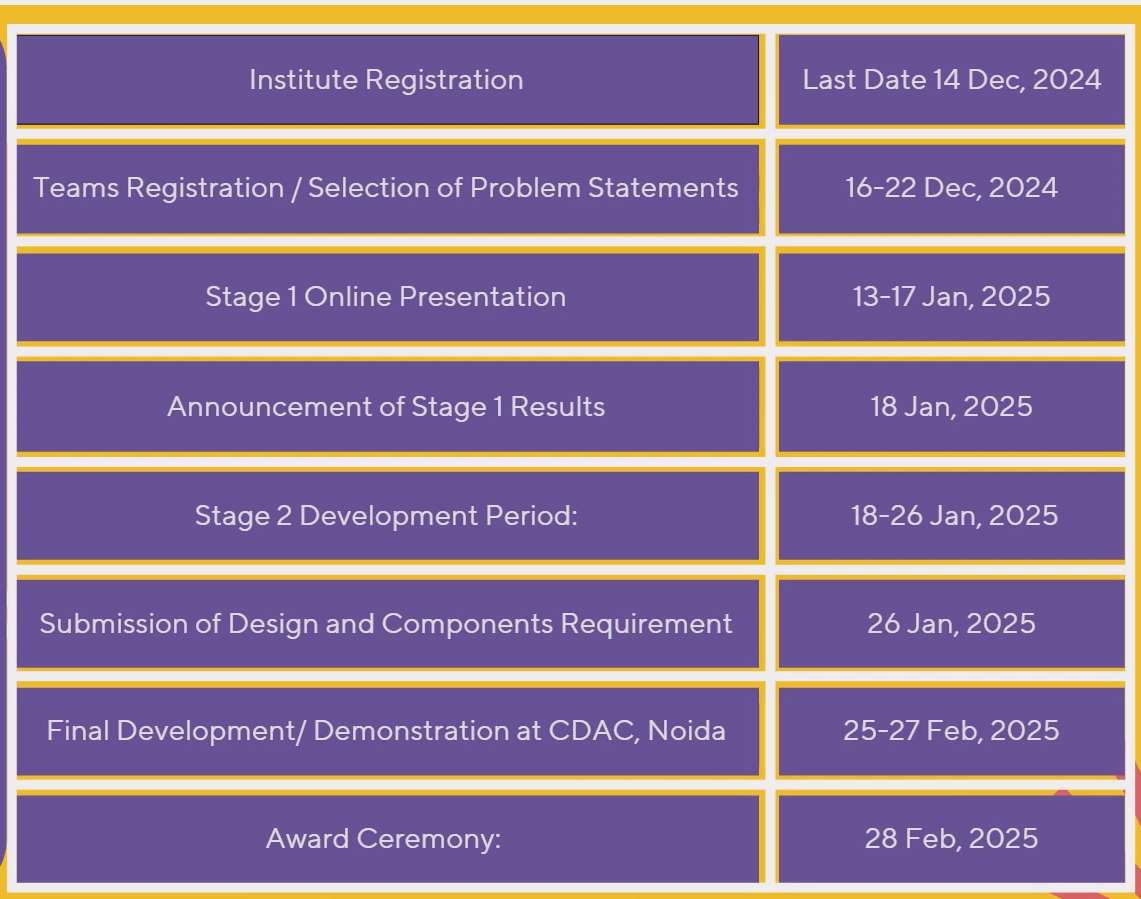 Institute Registration
Last Date 14 Dec, 2024
Teams Registration / Selection of Problem Statements
16-22 Dec, 2024
Stage 1 Online Presentation
13-17 Jan, 2025
Announcement of Stage 1 Results
18 Jan, 2025
Stage 2 Development Period:
18-26 Jan, 2025
Submission of Design and Components Requirement
26 Jan, 2025
Final Development/ Demonstration at CDAC, Noida
25-27 Feb, 2025
Award Ceremony:
28 Feb, 2025